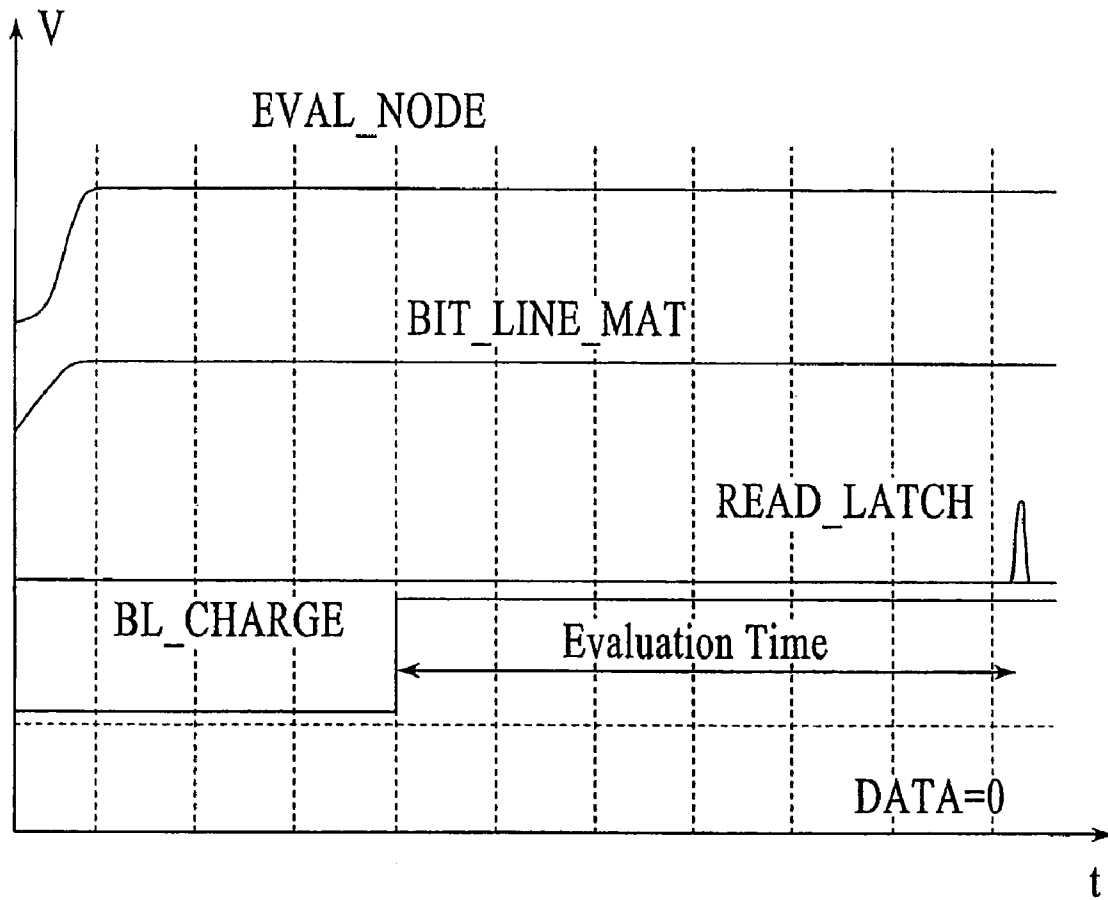 V
EVAL_NODE
BIT_LINE_MAT
READ_LATCH
BL_CHARGE
Evaluation Time
DATA=0
t